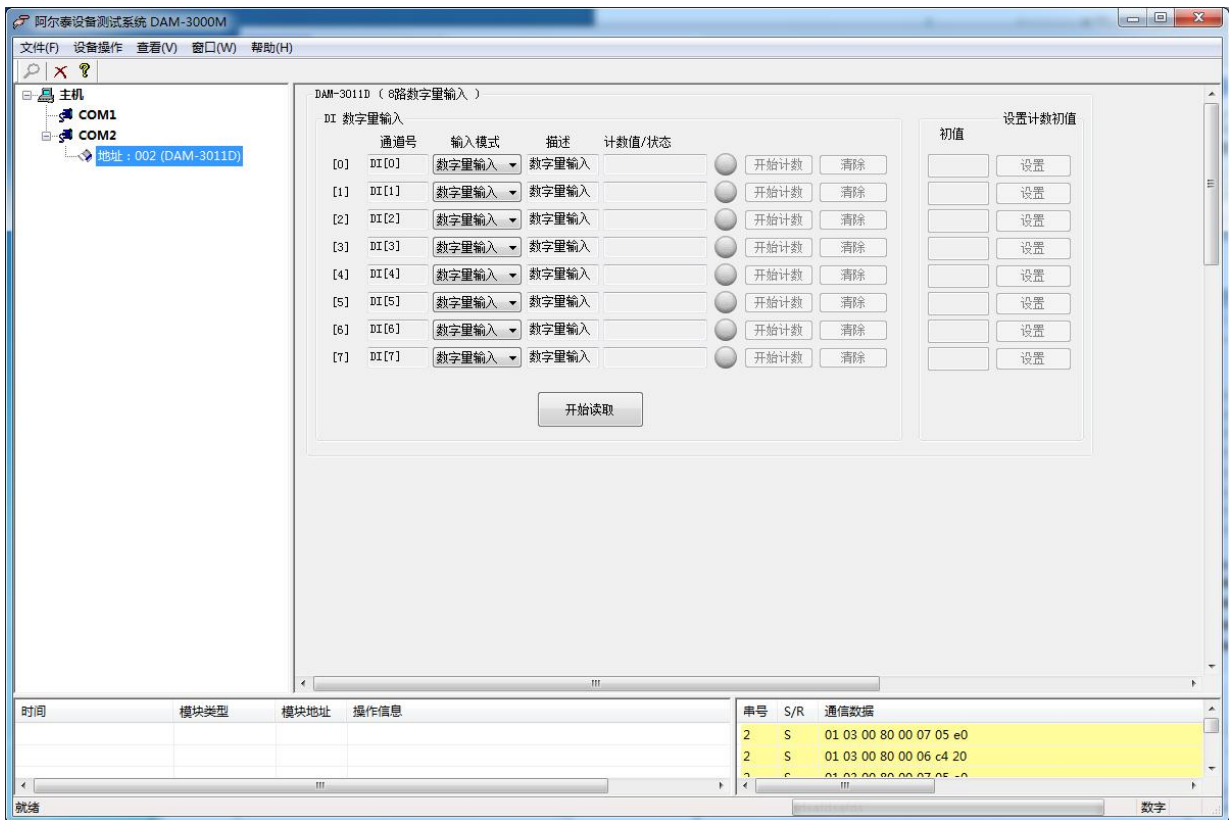 阿尔泰设备测试系统 DAM-3000M
文件(F) 设备操作 查看(V) 窗口(W) 帮助(H)
主机
COM1
COM2
地址：002 (DAM-3011D)
DAM-3011D ( 8路数字量输入 )
DI 数字量输入 设置计数初值
通道号 输入模式 描述 计数值/状态 初值
[0] DI[0] 数字量输入 数字量输入 开始计数 清除 设置
[1] DI[1] 数字量输入 数字量输入 开始计数 清除 设置
[2] DI[2] 数字量输入 数字量输入 开始计数 清除 设置
[3] DI[3] 数字量输入 数字量输入 开始计数 清除 设置
[4] DI[4] 数字量输入 数字量输入 开始计数 清除 设置
[5] DI[5] 数字量输入 数字量输入 开始计数 清除 设置
[6] DI[6] 数字量输入 数字量输入 开始计数 清除 设置
[7] DI[7] 数字量输入 数字量输入 开始计数 清除 设置
开始读取
时间 模块类型 模块地址 操作信息 串号 S/R 通信数据
2 S 01 03 00 80 00 07 05 e0
2 S 01 03 00 80 00 06 c4 20
2 S 01 03 00 80 00 07 05 e0
就绪 数字